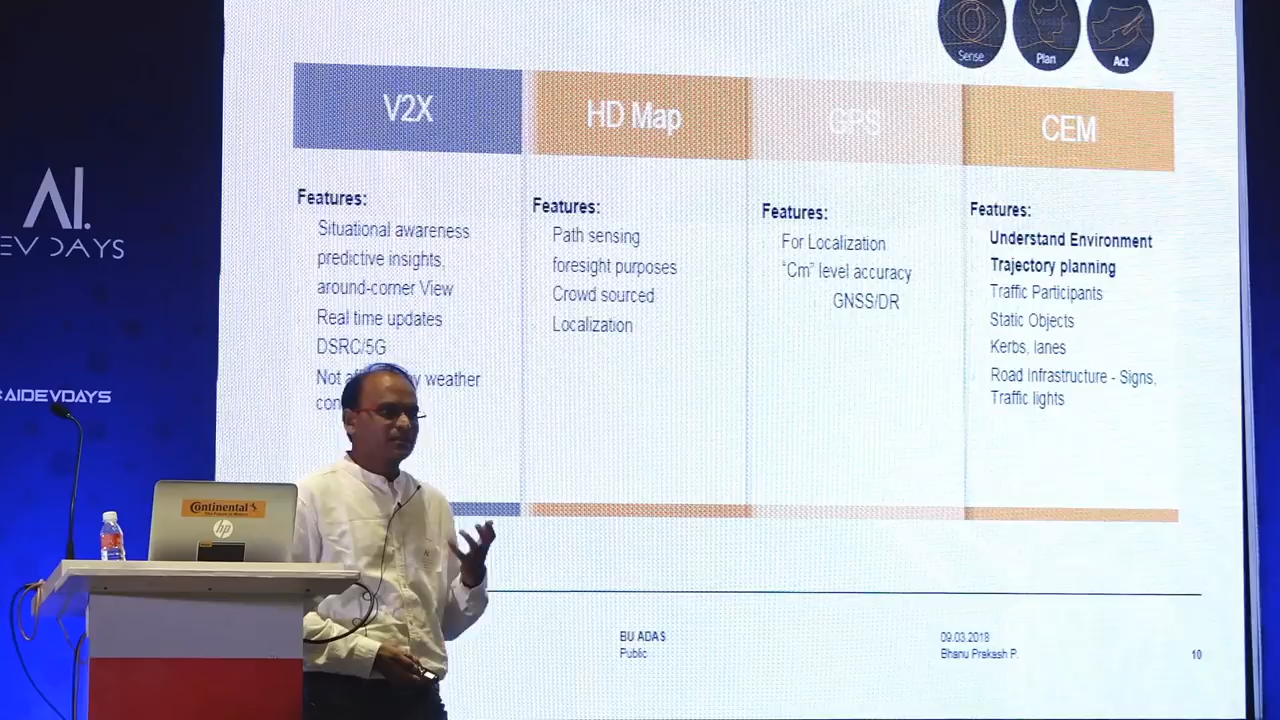 Sense
Plan
Act
V2X
HD Map
GPS
CEM
Features:
Situational awareness
predictive insights,
around-corner View
Real time updates
DSRC/5G
Not weather
Features:
Path sensing
foresight purposes
Crowd sourced
Localization
Features:
For Localization
“Cm” level accuracy
GNSS/DR
Features:
Understand Environment
Trajectory planning
Traffic Participants
Static Objects
Kerbs, lanes
Road Infrastructure - Signs,
Traffic lights
AI.
EV DAYS
#AIDEVDAYS
Continental
hp
BU ADAS
Public
09.03.2018
Bhanu Prakash P.
10